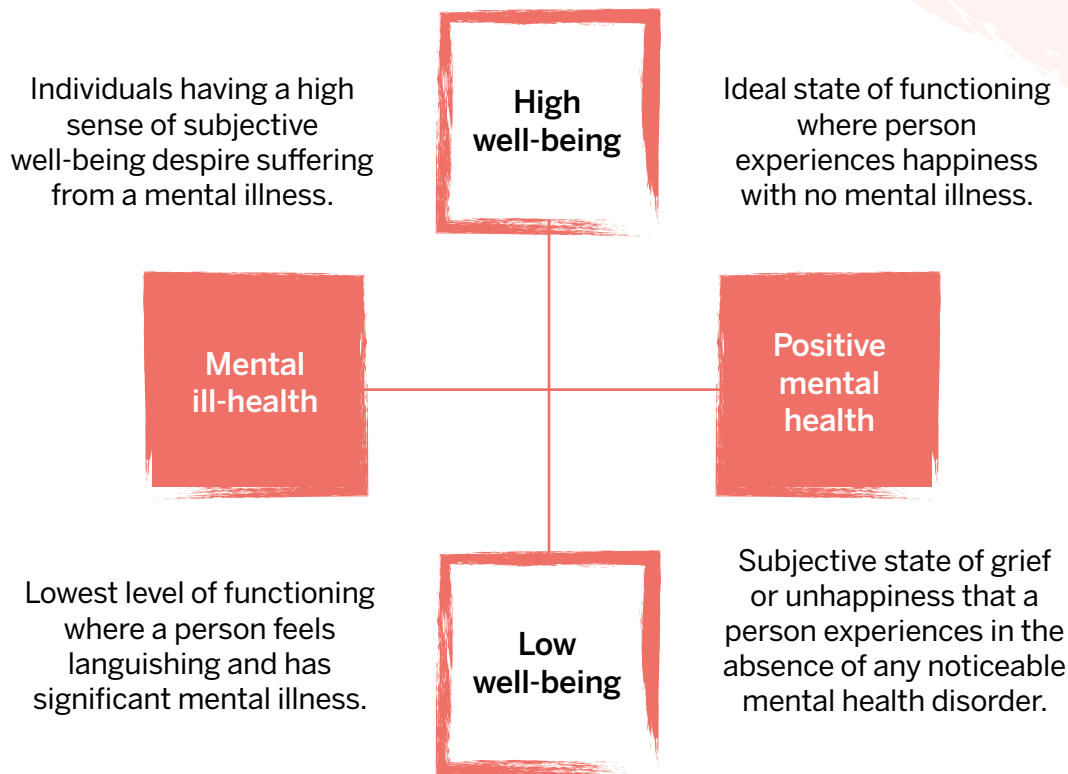 Individuals having a high
sense of subjective
well-being despire suffering
from a mental illness.
High
well-being
Ideal state of functioning
where person
experiences happiness
with no mental illness.
Mental
ill-health
Positive
mental
health
Lowest level of functioning
where a person feels
languishing and has
significant mental illness.
Low
well-being
Subjective state of grief
or unhappiness that a
person experiences in the
absence of any noticeable
mental health disorder.